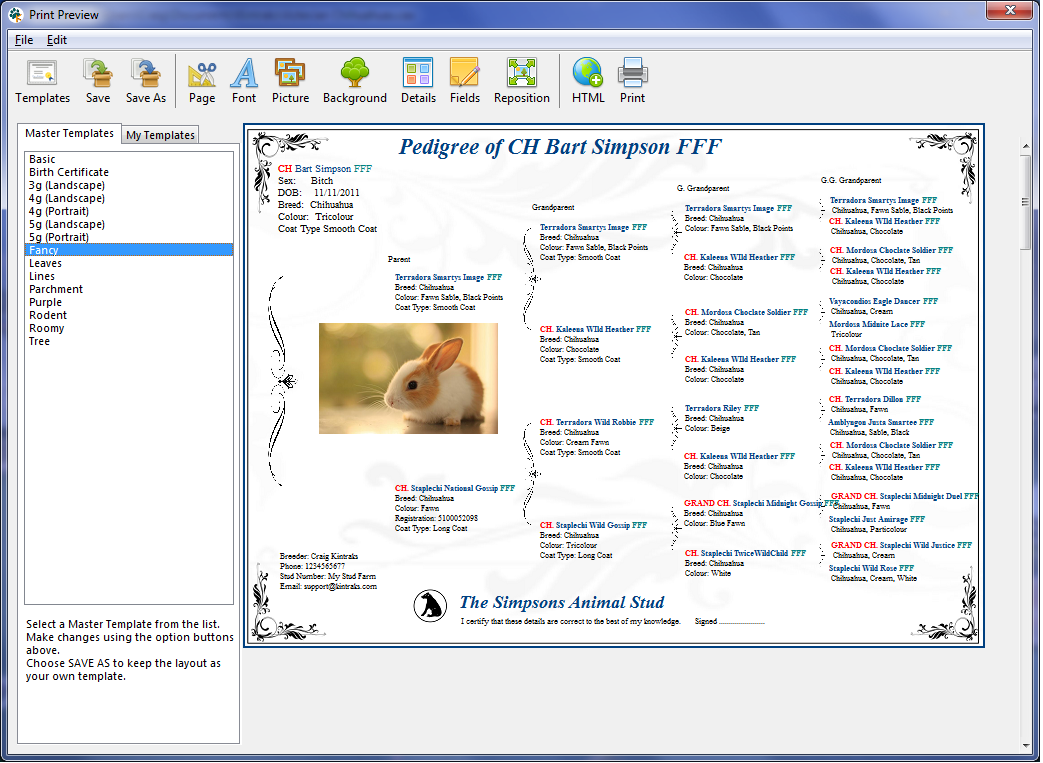 Print Preview
File Edit
Templates Save Save As Page Font Picture Background Details Fields Reposition HTML Print
Master Templates My Templates
Basic
Birth Certificate
3g (Landscape)
4g (Landscape)
4g (Portrait)
5g (Landscape)
5g (Portrait)
Fancy
Leaves
Lines
Parchment
Purple
Rodent
Roomy
Tree
Select a Master Template from the list.
Make changes using the option buttons
above.
Choose SAVE AS to keep the layout as
your own template.
Pedigree of CH Bart Simpson FFF
CH Bart Simpson FFF
Sex: Bitch
DOB: 11/11/2011
Breed: Chihuahua
Colour: Tricolour
Coat Type Smooth Coat
Parent
Terradora Smartys Image FFF
Breed: Chihuahua
Colour: Fawn Sable, Black Points
Coat Type: Smooth Coat
CH. Staplechi National Gossip FFF
Breed: Chihuahua
Colour: Fawn
Registration: 5100052098
Coat Type: Long Coat
Grandparent
Terradora Smartys Image FFF
Breed: Chihuahua
Colour: Fawn Sable, Black Points
Coat Type: Smooth Coat
CH. Kaleena WIld Heather FFF
Breed: Chihuahua
Colour: Chocolate
Coat Type: Smooth Coat
CH. Terradora Wild Robbie FFF
Breed: Chihuahua
Colour: Cream Fawn
Coat Type: Smooth Coat
CH. Staplechi Wild Gossip FFF
Breed: Chihuahua
Colour: Tricolour
Coat Type: Long Coat
G. Grandparent
Terradora Smartys Image FFF
Breed: Chihuahua
Colour: Fawn Sable, Black Points
CH. Kaleena WIld Heather FFF
Breed: Chihuahua
Colour: Chocolate
CH. Mordosa Choclate Soldier FFF
Breed: Chihuahua
Colour: Chocolate, Tan
CH. Kaleena WIld Heather FFF
Breed: Chihuahua
Colour: Chocolate
Terradora Riley FFF
Breed: Chihuahua
Colour: Beige
CH. Kaleena WIld Heather FFF
Breed: Chihuahua
Colour: Chocolate
GRAND CH. Staplechi Midnight Gossip FFF
Breed: Chihuahua
Colour: Blue Fawn
CH. Staplechi TwiceWildChild FFF
Breed: Chihuahua
Colour: White
G.G. Grandparent
Terradora Smartys Image FFF
Chihuahua, Fawn Sable, Black Points
CH. Kaleena WIld Heather FFF
Chihuahua, Chocolate
CH. Mordosa Choclate Soldier FFF
Chihuahua, Chocolate, Tan
CH. Kaleena WIld Heather FFF
Chihuahua, Chocolate
Vayacondios Eagle Dancer FFF
Chihuahua, Cream
Mordosa Midnite Lace FFF
Tricolour
CH. Mordosa Choclate Soldier FFF
Chihuahua, Chocolate, Tan
CH. Kaleena WIld Heather FFF
Chihuahua, Chocolate
CH. Terradora Dillon FFF
Chihuahua, Fawn
Amblyngon Justa Smartee FFF
Chihuahua, Sable, Black
CH. Mordosa Choclate Soldier FFF
Chihuahua, Chocolate, Tan
CH. Kaleena WIld Heather FFF
Chihuahua, Chocolate
GRAND CH. Staplechi Midnight Duel FFF
Chihuahua, Fawn
Staplechi Just Amirage FFF
Chihuahua, Particolour
GRAND CH. Staplechi Wild Justice FFF
Chihuahua, Cream
Staplechi Wild Rose FFF
Chihuahua, Cream, White
Breeder: Craig Kintraks
Phone: 1234565677
Stud Number: My Stud Farm
Email: support@kintraks.com
The Simpsons Animal Stud
I certify that these details are correct to the best of my knowledge. Signed